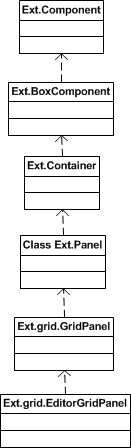 Ext.Component
Ext.BoxComponent
Ext.Container
Class Ext.Panel
Ext.grid.GridPanel
Ext.grid.EditorGridPanel